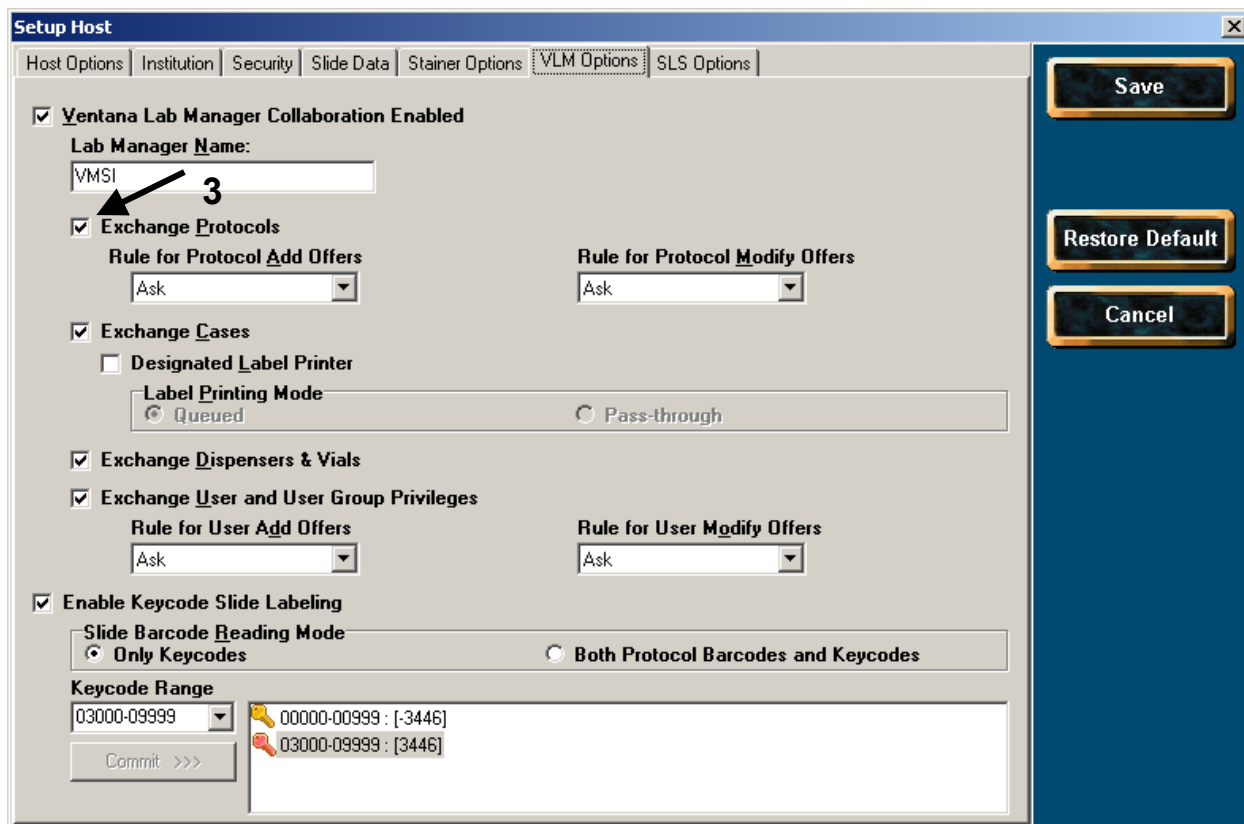 Setup Host
Host Options Institution Security Slide Data Stainer Options VLM Options SLS Options
Save
Ventana Lab Manager Collaboration Enabled
Lab Manager Name:
VMSI
3
Exchange Protocols
Restore Default
Rule for Protocol Add Offers Rule for Protocol Modify Offers
Ask Ask
Cancel
Exchange Cases
Designated Label Printer
Label Printing Mode
Queued Pass-through
Exchange Dispensers & Vials
Exchange User and User Group Privileges
Rule for User Add Offers Rule for User Modify Offers
Ask Ask
Enable Keycode Slide Labeling
Slide Barcode Reading Mode
Only Keycodes Both Protocol Barcodes and Keycodes
Keycode Range
03000-09999 00000-00999 : [-3446]
03000-09999 : [3446]
Commit >>>